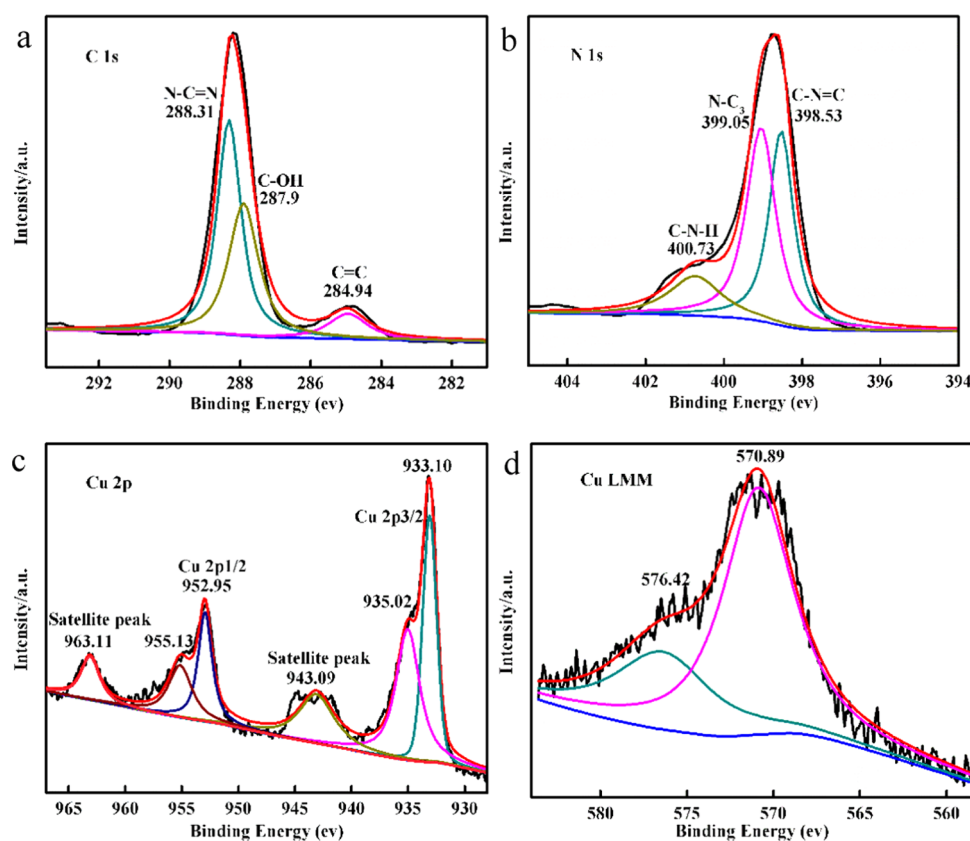 a
C 1s
N-C=N
288.31
C-OH
287.9
C=C
284.94
Intensity/a.u.
292 290 288 286 284 282
Binding Energy (ev)
b
N 1s
N-C3
399.05
C-N=C
398.53
C-N-H
400.73
Intensity/a.u.
404 402 400 398 396 394
Binding Energy (ev)
c
Cu 2p
933.10
Cu 2p3/2
935.02
Cu 2p1/2
952.95
955.13
Satellite peak
963.11
Satellite peak
943.09
Intensity/a.u.
965 960 955 950 945 940 935 930
Binding Energy (ev)
d
Cu LMM
570.89
576.42
Intensity/a.u.
580 575 570 565 560
Binding Energy (ev)